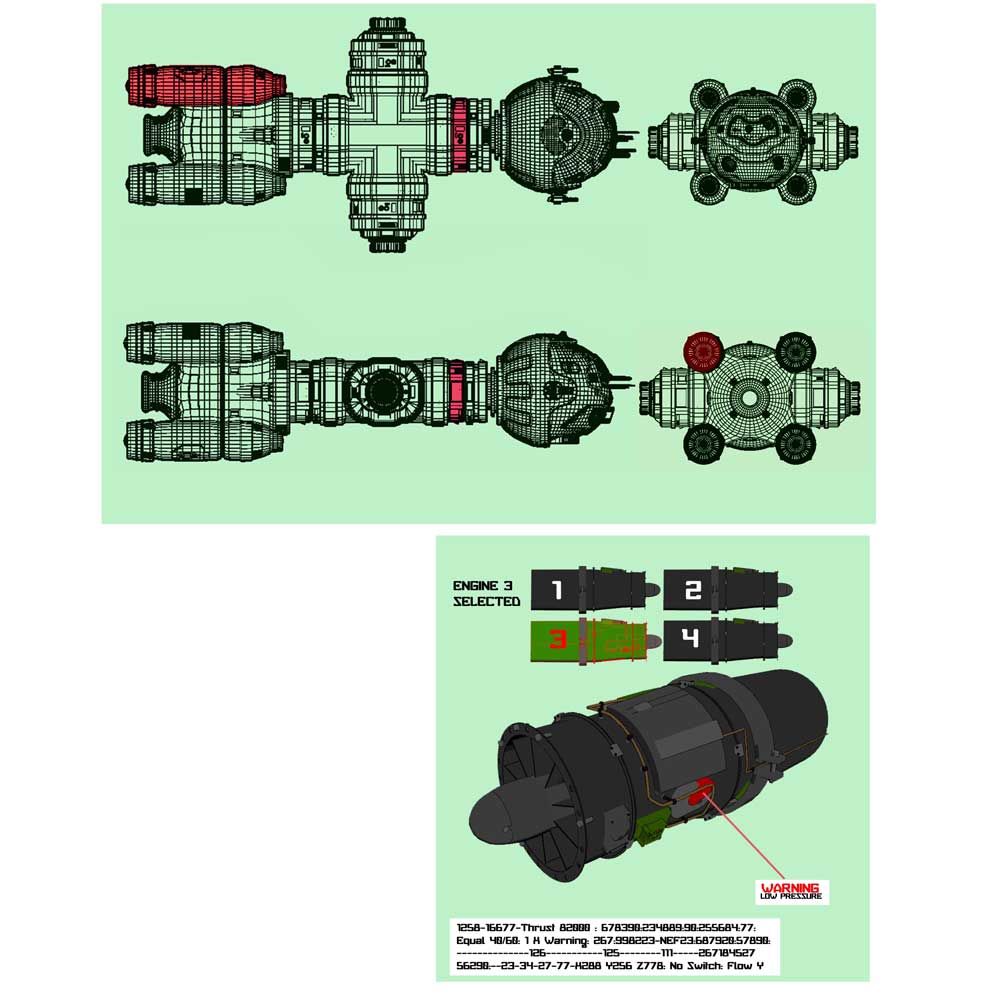 ENGINE 3
SELECTED
1
2
3
4
WARNING
LOW PRESSURE
1258-16677-Thrust 82000 : 678390:234889:90:255684:77:
Equal 40/60: 1 X Warning: 267:998223-NEF23:687920:57890:
--------------126-----------125--------111-----267184527
56290:--23-34-27-77-X288 Y256 Z778: No Switch: Flow Y